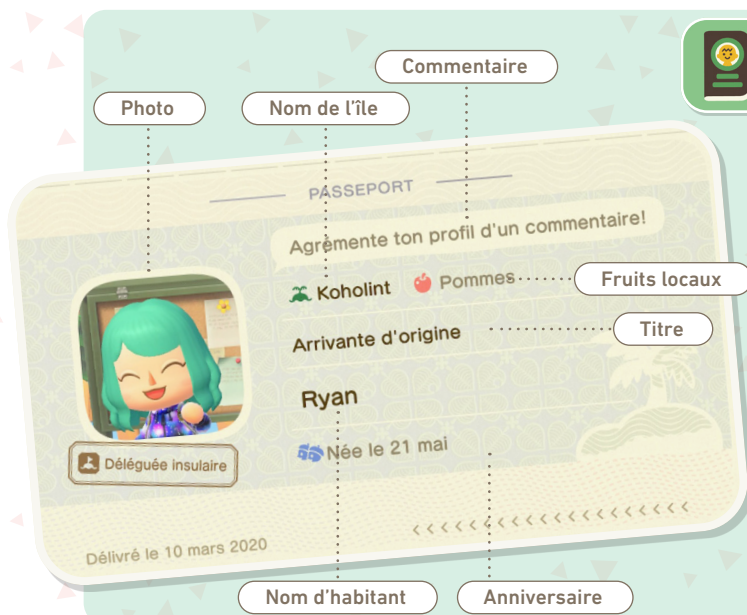 Commentaire
Photo
Nom de l'île
PASSEPORT
Agrémente ton profil d'un commentaire!
Koholint
Pommes
Fruits locaux
Arrivante d'origine
Titre
Ryan
Née le 21 mai
Déléguée insulaire
Délivré le 10 mars 2020
Nom d'habitant
Anniversaire